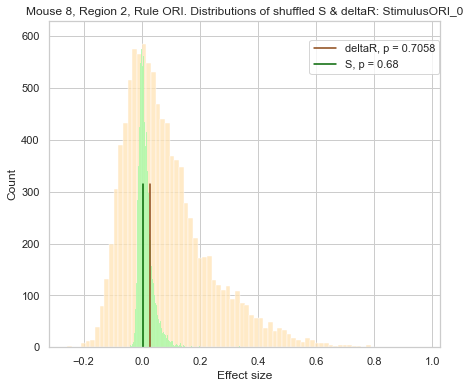 Mouse 8, Region 2, Rule ORI. Distributions of shuffled S & deltaR: StimulusORI_0
deltaR, p = 0.7058
S, p = 0.68
600
500
400
300
200
100
0
Count
−0.2 0.0 0.2 0.4 0.6 0.8 1.0
Effect size